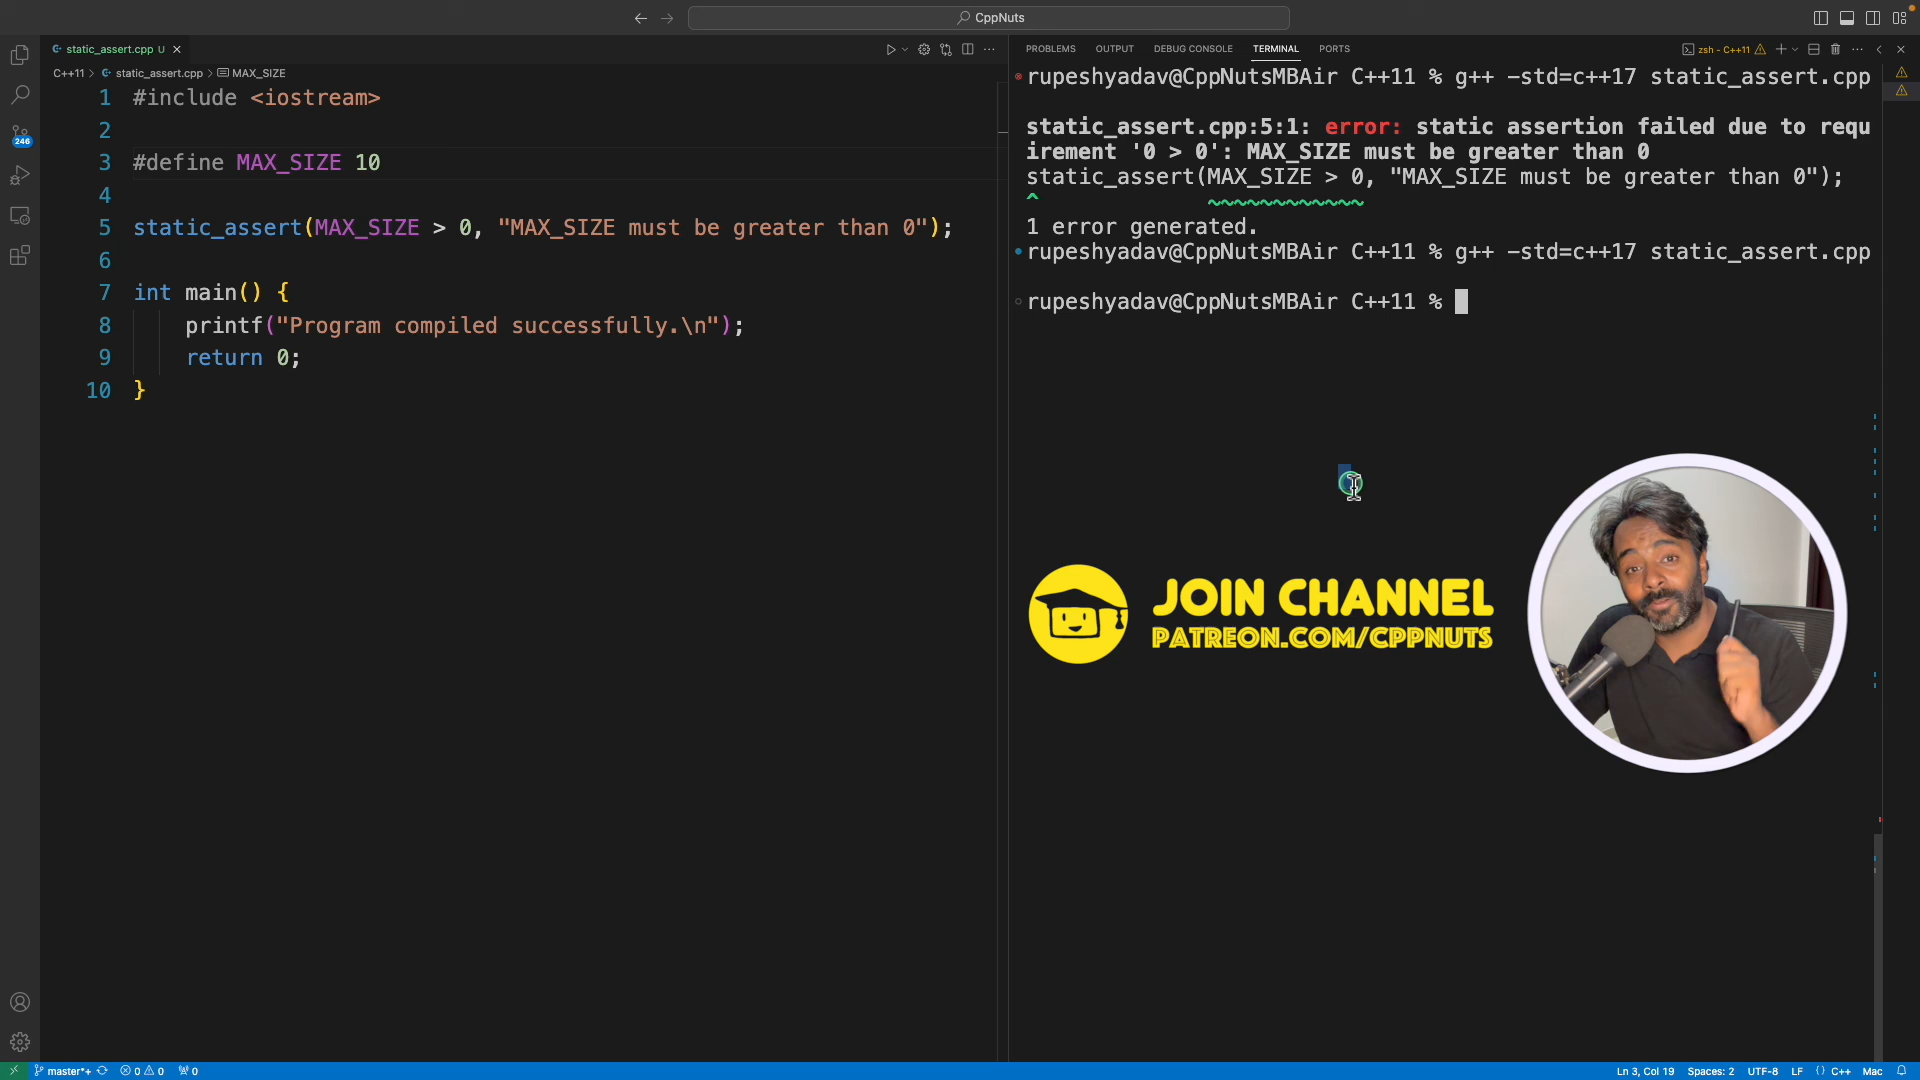 CppNuts
static_assert.cpp U
C++11 > static_assert.cpp > MAX_SIZE
1 #include <iostream>
2
3 #define MAX_SIZE 10
4
5 static_assert(MAX_SIZE > 0, "MAX_SIZE must be greater than 0");
6
7 int main() {
8 printf("Program compiled successfully.\n");
9 return 0;
10 }
PROBLEMS OUTPUT DEBUG CONSOLE TERMINAL PORTS
zsh - C++11
rupeshyadav@CppNutsMBAir C++11 % g++ -std=c++17 static_assert.cpp
static_assert.cpp:5:1: error: static assertion failed due to requ
irement '0 > 0': MAX_SIZE must be greater than 0
static_assert(MAX_SIZE > 0, "MAX_SIZE must be greater than 0");
^ ~~~~~~~~~~~~
1 error generated.
rupeshyadav@CppNutsMBAir C++11 % g++ -std=c++17 static_assert.cpp
rupeshyadav@CppNutsMBAir C++11 %
JOIN CHANNEL
PATREON.COM/CPPNUTS
246
master*+ 0 0 0
Ln 3, Col 19 Spaces: 2 UTF-8 LF {} C++ Mac